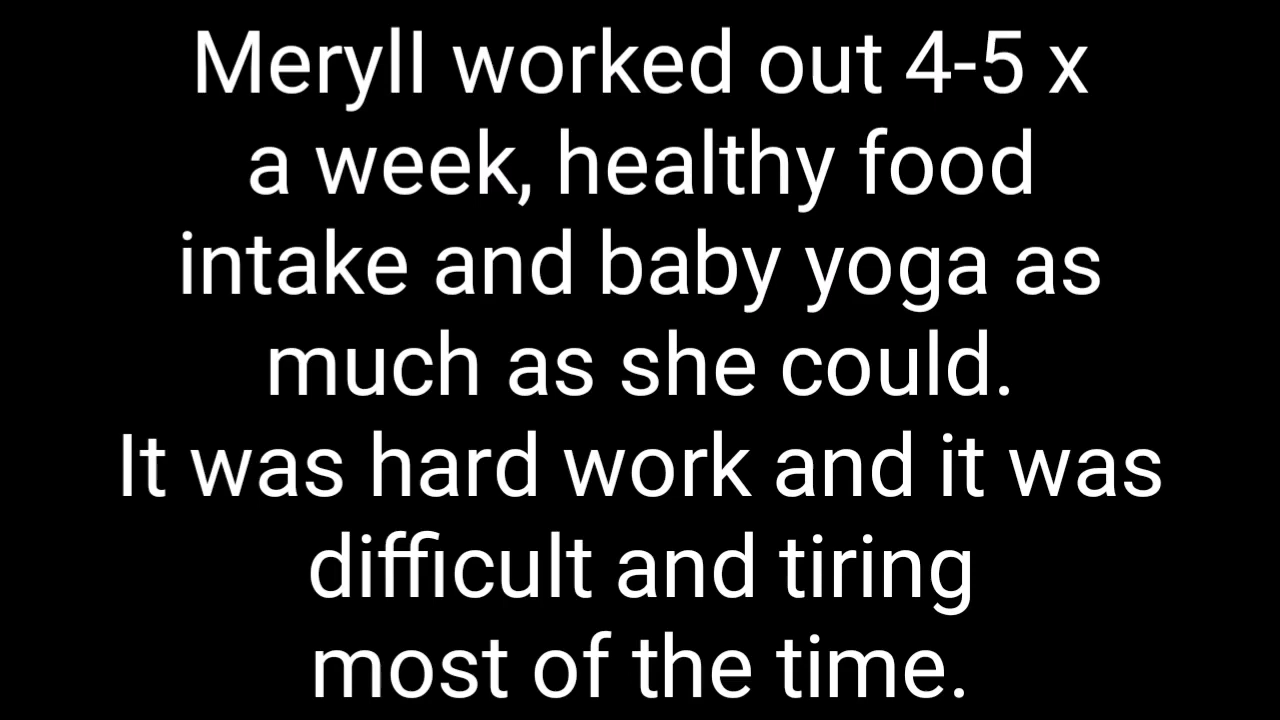 Meryll worked out 4-5 x
a week, healthy food
intake and baby yoga as
much as she could.
It was hard work and it was
difficult and tiring
most of the time.